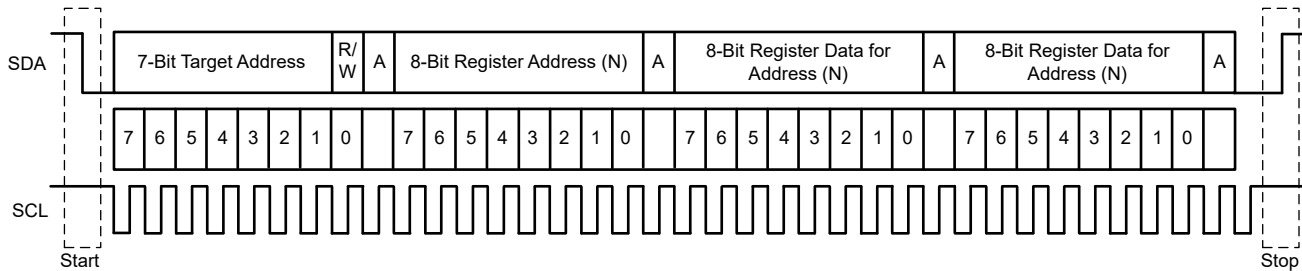 SDA
7-Bit Target Address
R/
W
A
8-Bit Register Address (N)
A
8-Bit Register Data for
Address (N)
A
8-Bit Register Data for
Address (N)
A
7 6 5 4 3 2 1 0 7 6 5 4 3 2 1 0 7 6 5 4 3 2 1 0 7 6 5 4 3 2 1 0
SCL
Start
Stop